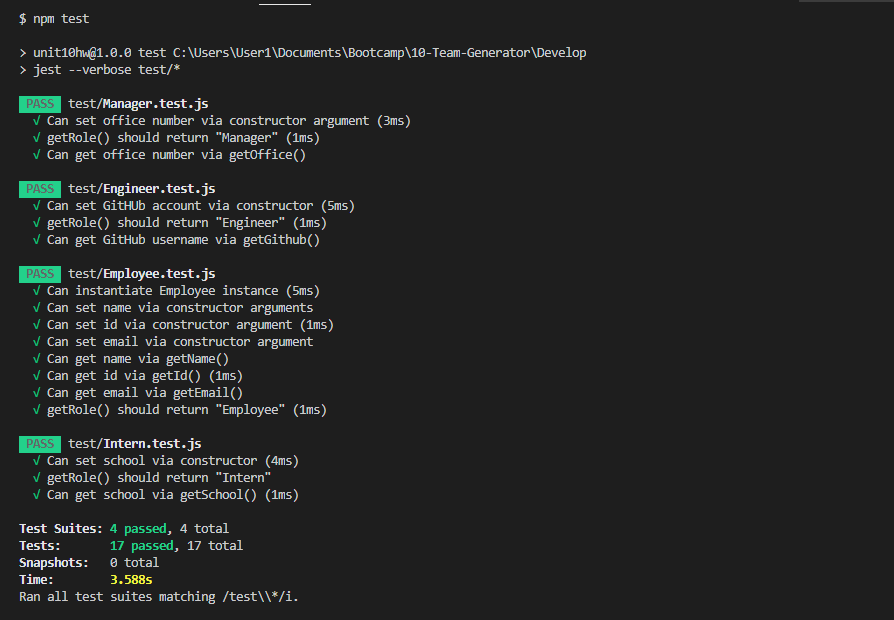 $ npm test
> unit10hw@1.0.0 test C:\Users\User1\Documents\Bootcamp\10-Team-Generator\Develop
> jest --verbose test/*
PASS test/Manager.test.js
√ Can set office number via constructor argument (3ms)
√ getRole() should return "Manager" (1ms)
√ Can get office number via getOffice()
PASS test/Engineer.test.js
√ Can set GitHUb account via constructor (5ms)
√ getRole() should return "Engineer" (1ms)
√ Can get GitHub username via getGithub()
PASS test/Employee.test.js
√ Can instantiate Employee instance (5ms)
√ Can set name via constructor arguments
√ Can set id via constructor argument (1ms)
√ Can set email via constructor argument
√ Can get name via getName()
√ Can get id via getId() (1ms)
√ Can get email via getEmail()
√ getRole() should return "Employee" (1ms)
PASS test/Intern.test.js
√ Can set school via constructor (4ms)
√ getRole() should return "Intern"
√ Can get school via getSchool() (1ms)
Test Suites: 4 passed, 4 total
Tests: 17 passed, 17 total
Snapshots: 0 total
Time: 3.588s
Ran all test suites matching /test\\*/i.